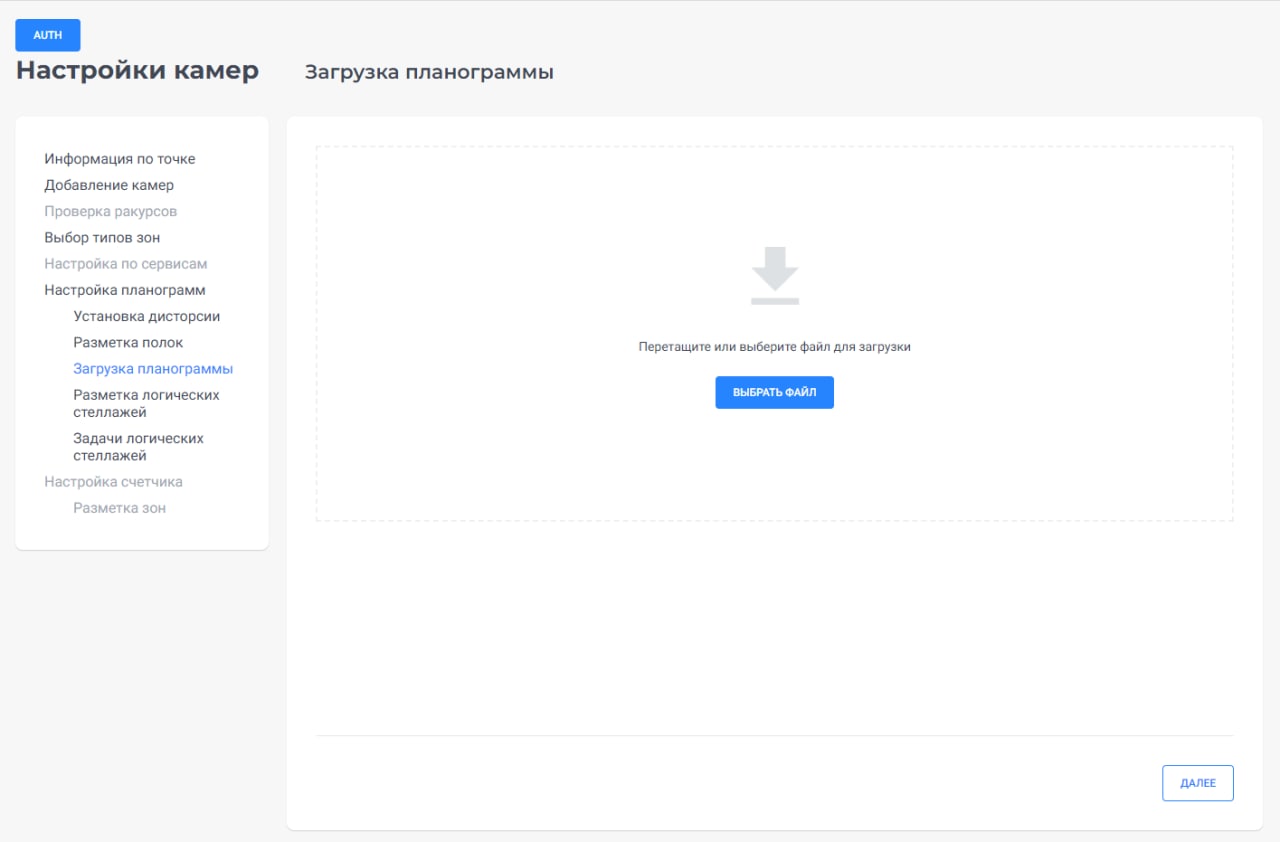 AUTH
Настройки камер
Загрузка планограммы
Информация по точке
Добавление камер
Проверка ракурсов
Выбор типов зон
Настройка по сервисам
Настройка планограмм
Установка дисторсии
Разметка полок
Загрузка планограммы
Разметка логических
стеллажей
Задачи логических
стеллажей
Настройка счетчика
Разметка зон
Перетащите или выберите файл для загрузки
ВЫБРАТЬ ФАЙЛ
ДАЛЕЕ